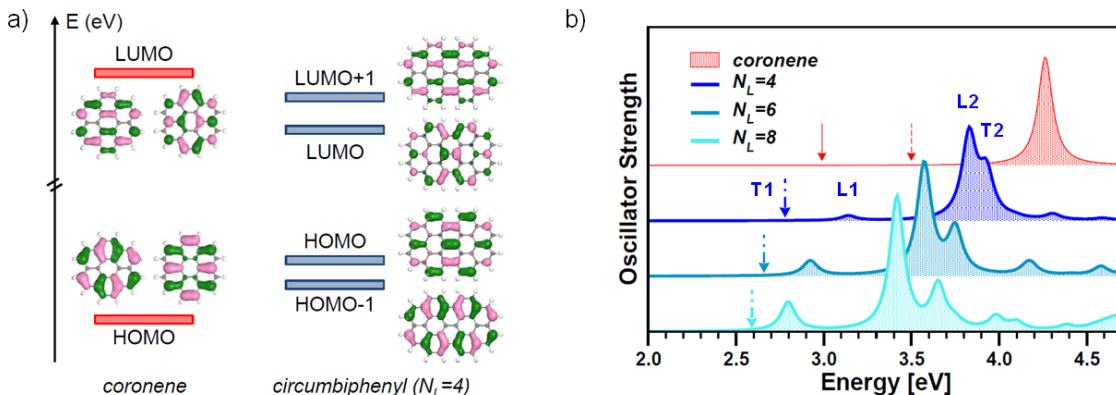 a)
E (eV)
LUMO
LUMO+1
LUMO
HOMO
HOMO-1
HOMO
coronene
circumbiphenyl (N_L=4)
b)
coronene
N_L=4
N_L=6
N_L=8
L2
T2
T1
L1
Oscillator Strength
2.0 2.5 3.0 3.5 4.0 4.5
Energy [eV]